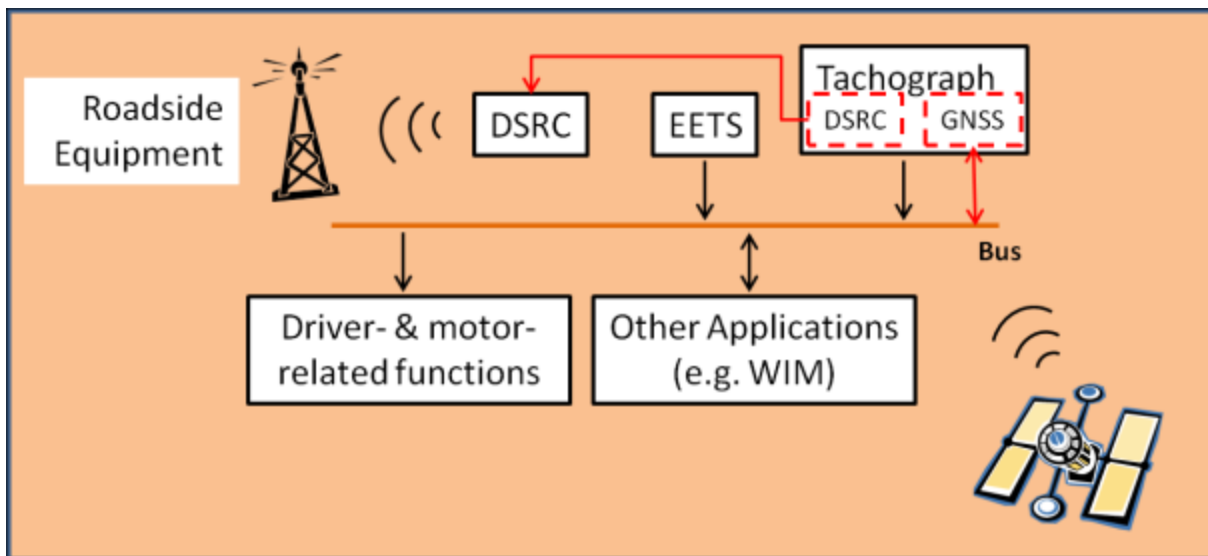 Roadside
Equipment
DSRC
EETS
Tachograph
DSRC
GNSS
Bus
Driver- & motor-
related functions
Other Applications
(e.g. WIM)